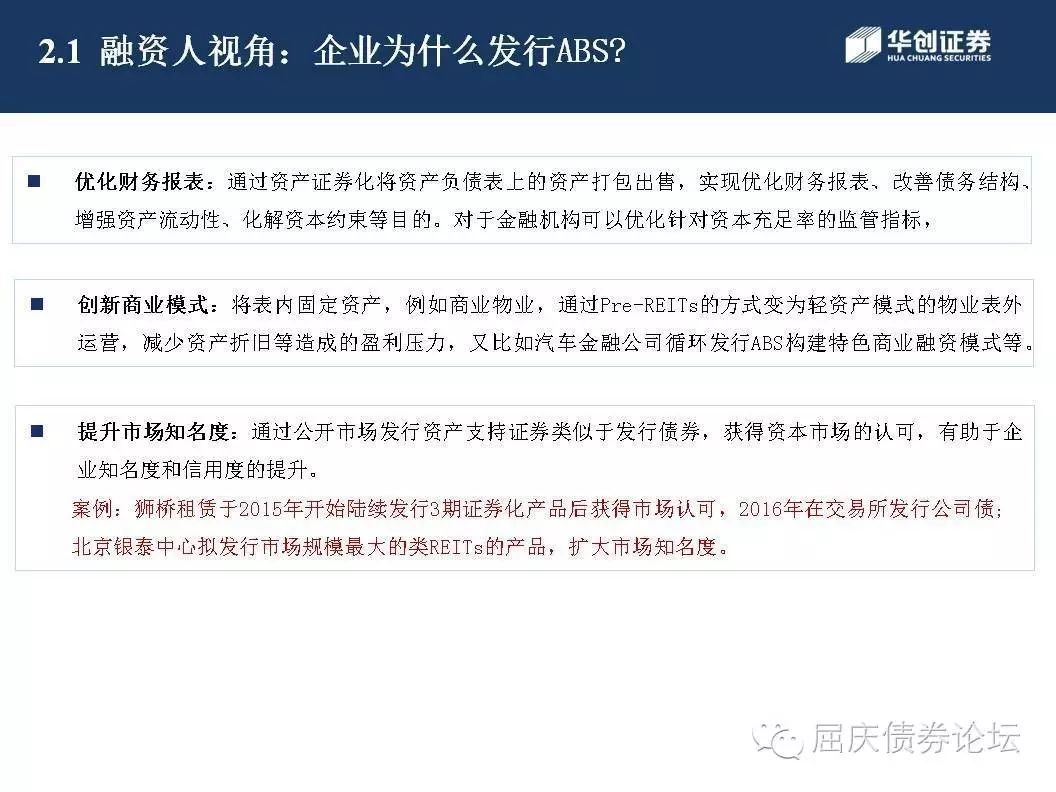 2.1 融资人视角：企业为什么发行ABS?
华创证券
HUA CHUANG SECURITIES
■ 优化财务报表：通过资产证券化将资产负债表上的资产打包出售，实现优化财务报表、改善债务结构、
增强资产流动性、化解资本约束等目的。对于金融机构可以优化针对资本充足率的监管指标，
■ 创新商业模式：将表内固定资产，例如商业物业，通过Pre-REITs的方式变为轻资产模式的物业表外
运营，减少资产折旧等造成的盈利压力，又比如汽车金融公司循环发行ABS构建特色商业融资模式等。
■ 提升市场知名度：通过公开市场发行资产支持证券类似于发行债券，获得资本市场的认可，有助于企
业知名度和信用度的提升。
案例：狮桥租赁于2015年开始陆续发行3期证券化产品后获得市场认可，2016年在交易所发行公司债；
北京银泰中心拟发行市场规模最大的类REITs的产品，扩大市场知名度。
屈庆债券论坛